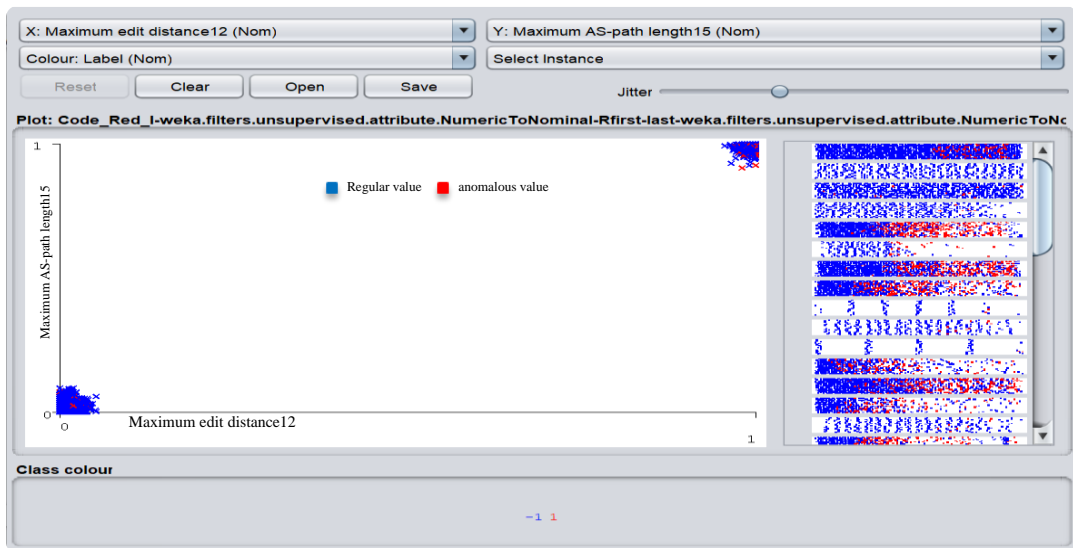 X: Maximum edit distance12 (Nom)
Y: Maximum AS-path length15 (Nom)
Colour: Label (Nom)
Select Instance
Reset
Clear
Open
Save
Jitter
Plot: Code_Red_I-weka.filters.unsupervised.attribute.NumericToNominal-Rfirst-last-weka.filters.unsupervised.attribute.NumericToNo
1
Regular value
anomalous value
Maximum AS-path length15
0
0
Maximum edit distance12
1
Class colour
-1 1